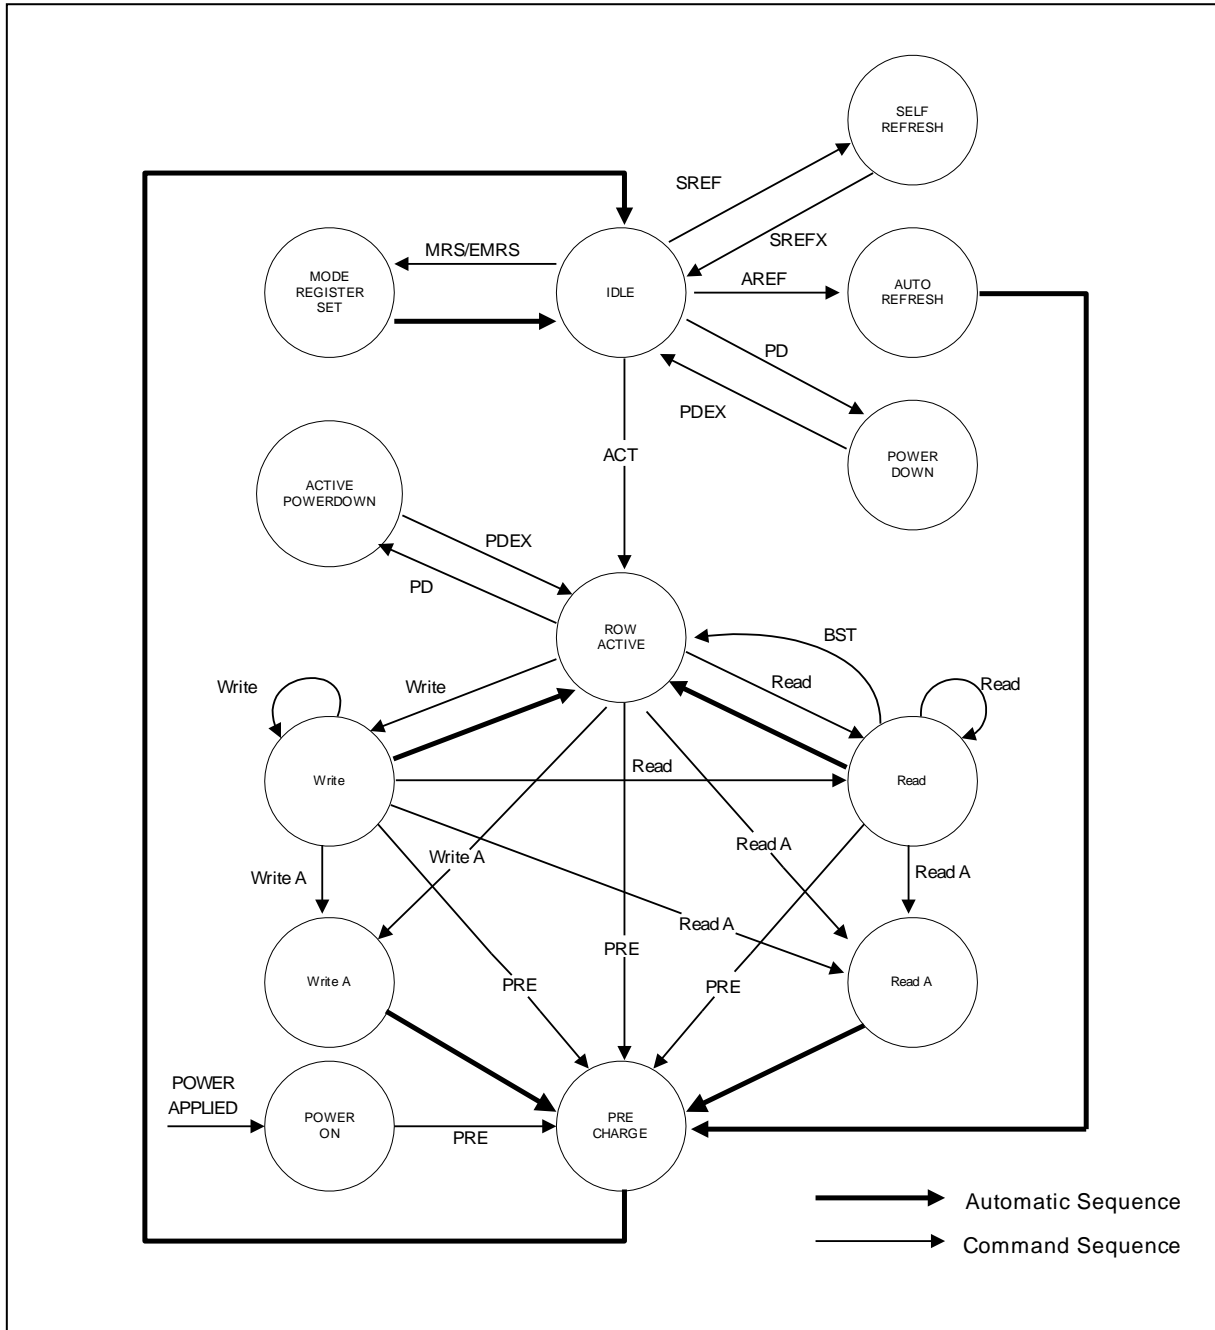 SELF
REFRESH
SREF
SREFX
MRS/EMRS
MODE
REGISTER
SET
IDLE
AREF
AUTO
REFRESH
PD
PDEX
POWER
DOWN
ACT
ACTIVE
POWERDOWN
PDEX
PD
ROW
ACTIVE
BST
Write
Write
Read
Read
Write
Read
Read
Write A
Write A
Read A
Read A
Read A
PRE
PRE
PRE
Write A
Read A
POWER
APPLIED
POWER
ON
PRE
PRE
CHARGE
Automatic Sequence
Command Sequence